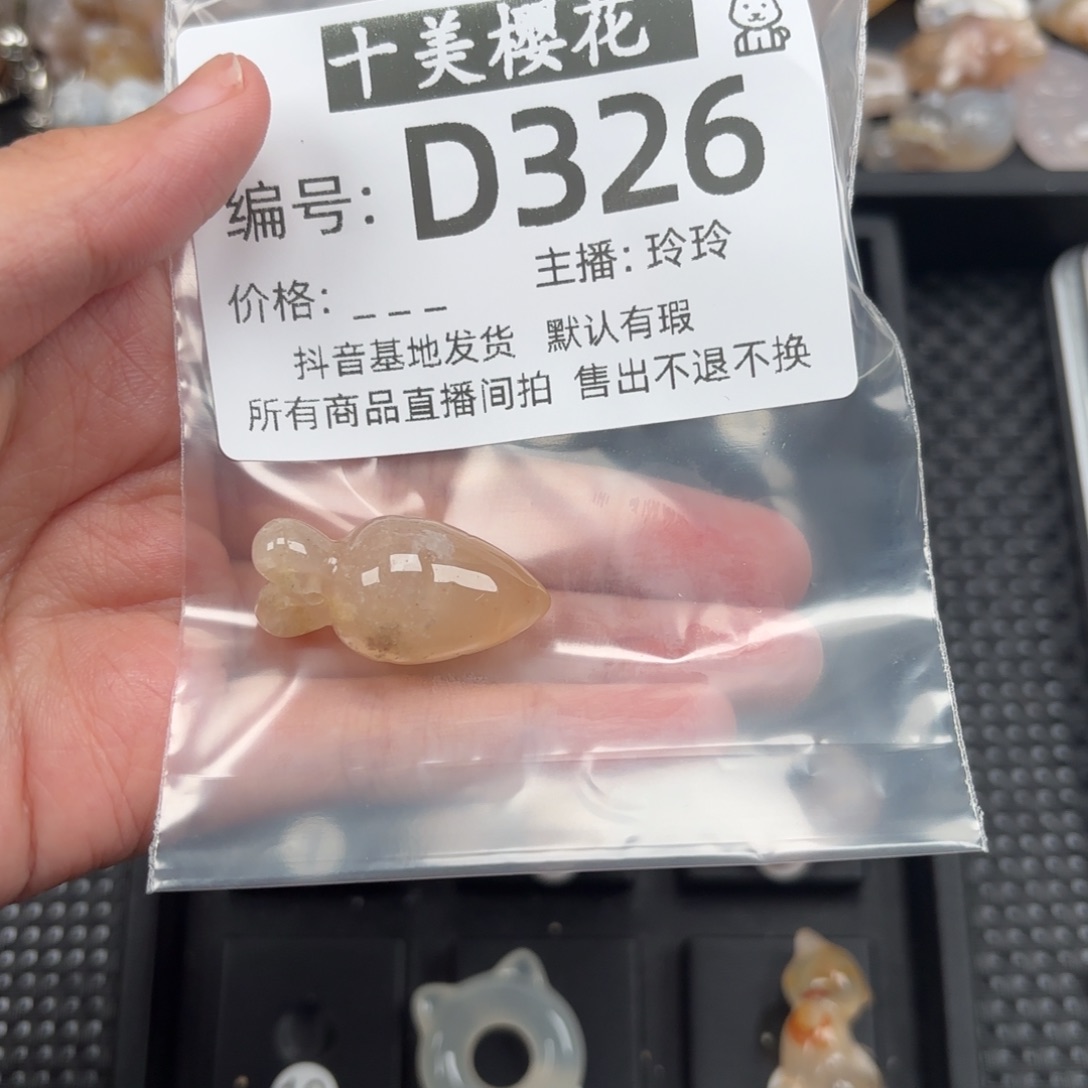 十美樱花
编号: D326
主播: 玲玲
价格: _ _ _
抖音基地发货 默认有瑕
所有商品直播间拍 售出不退不换